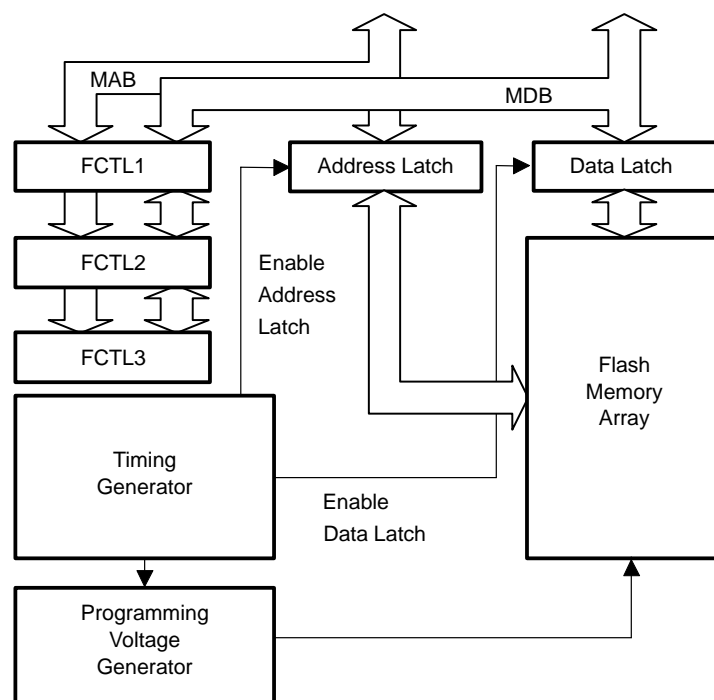 MAB
MDB
FCTL1
Address Latch
Data Latch
FCTL2
Enable
Address
Latch
FCTL3
Flash
Memory
Array
Timing
Generator
Enable
Data Latch
Programming
Voltage
Generator